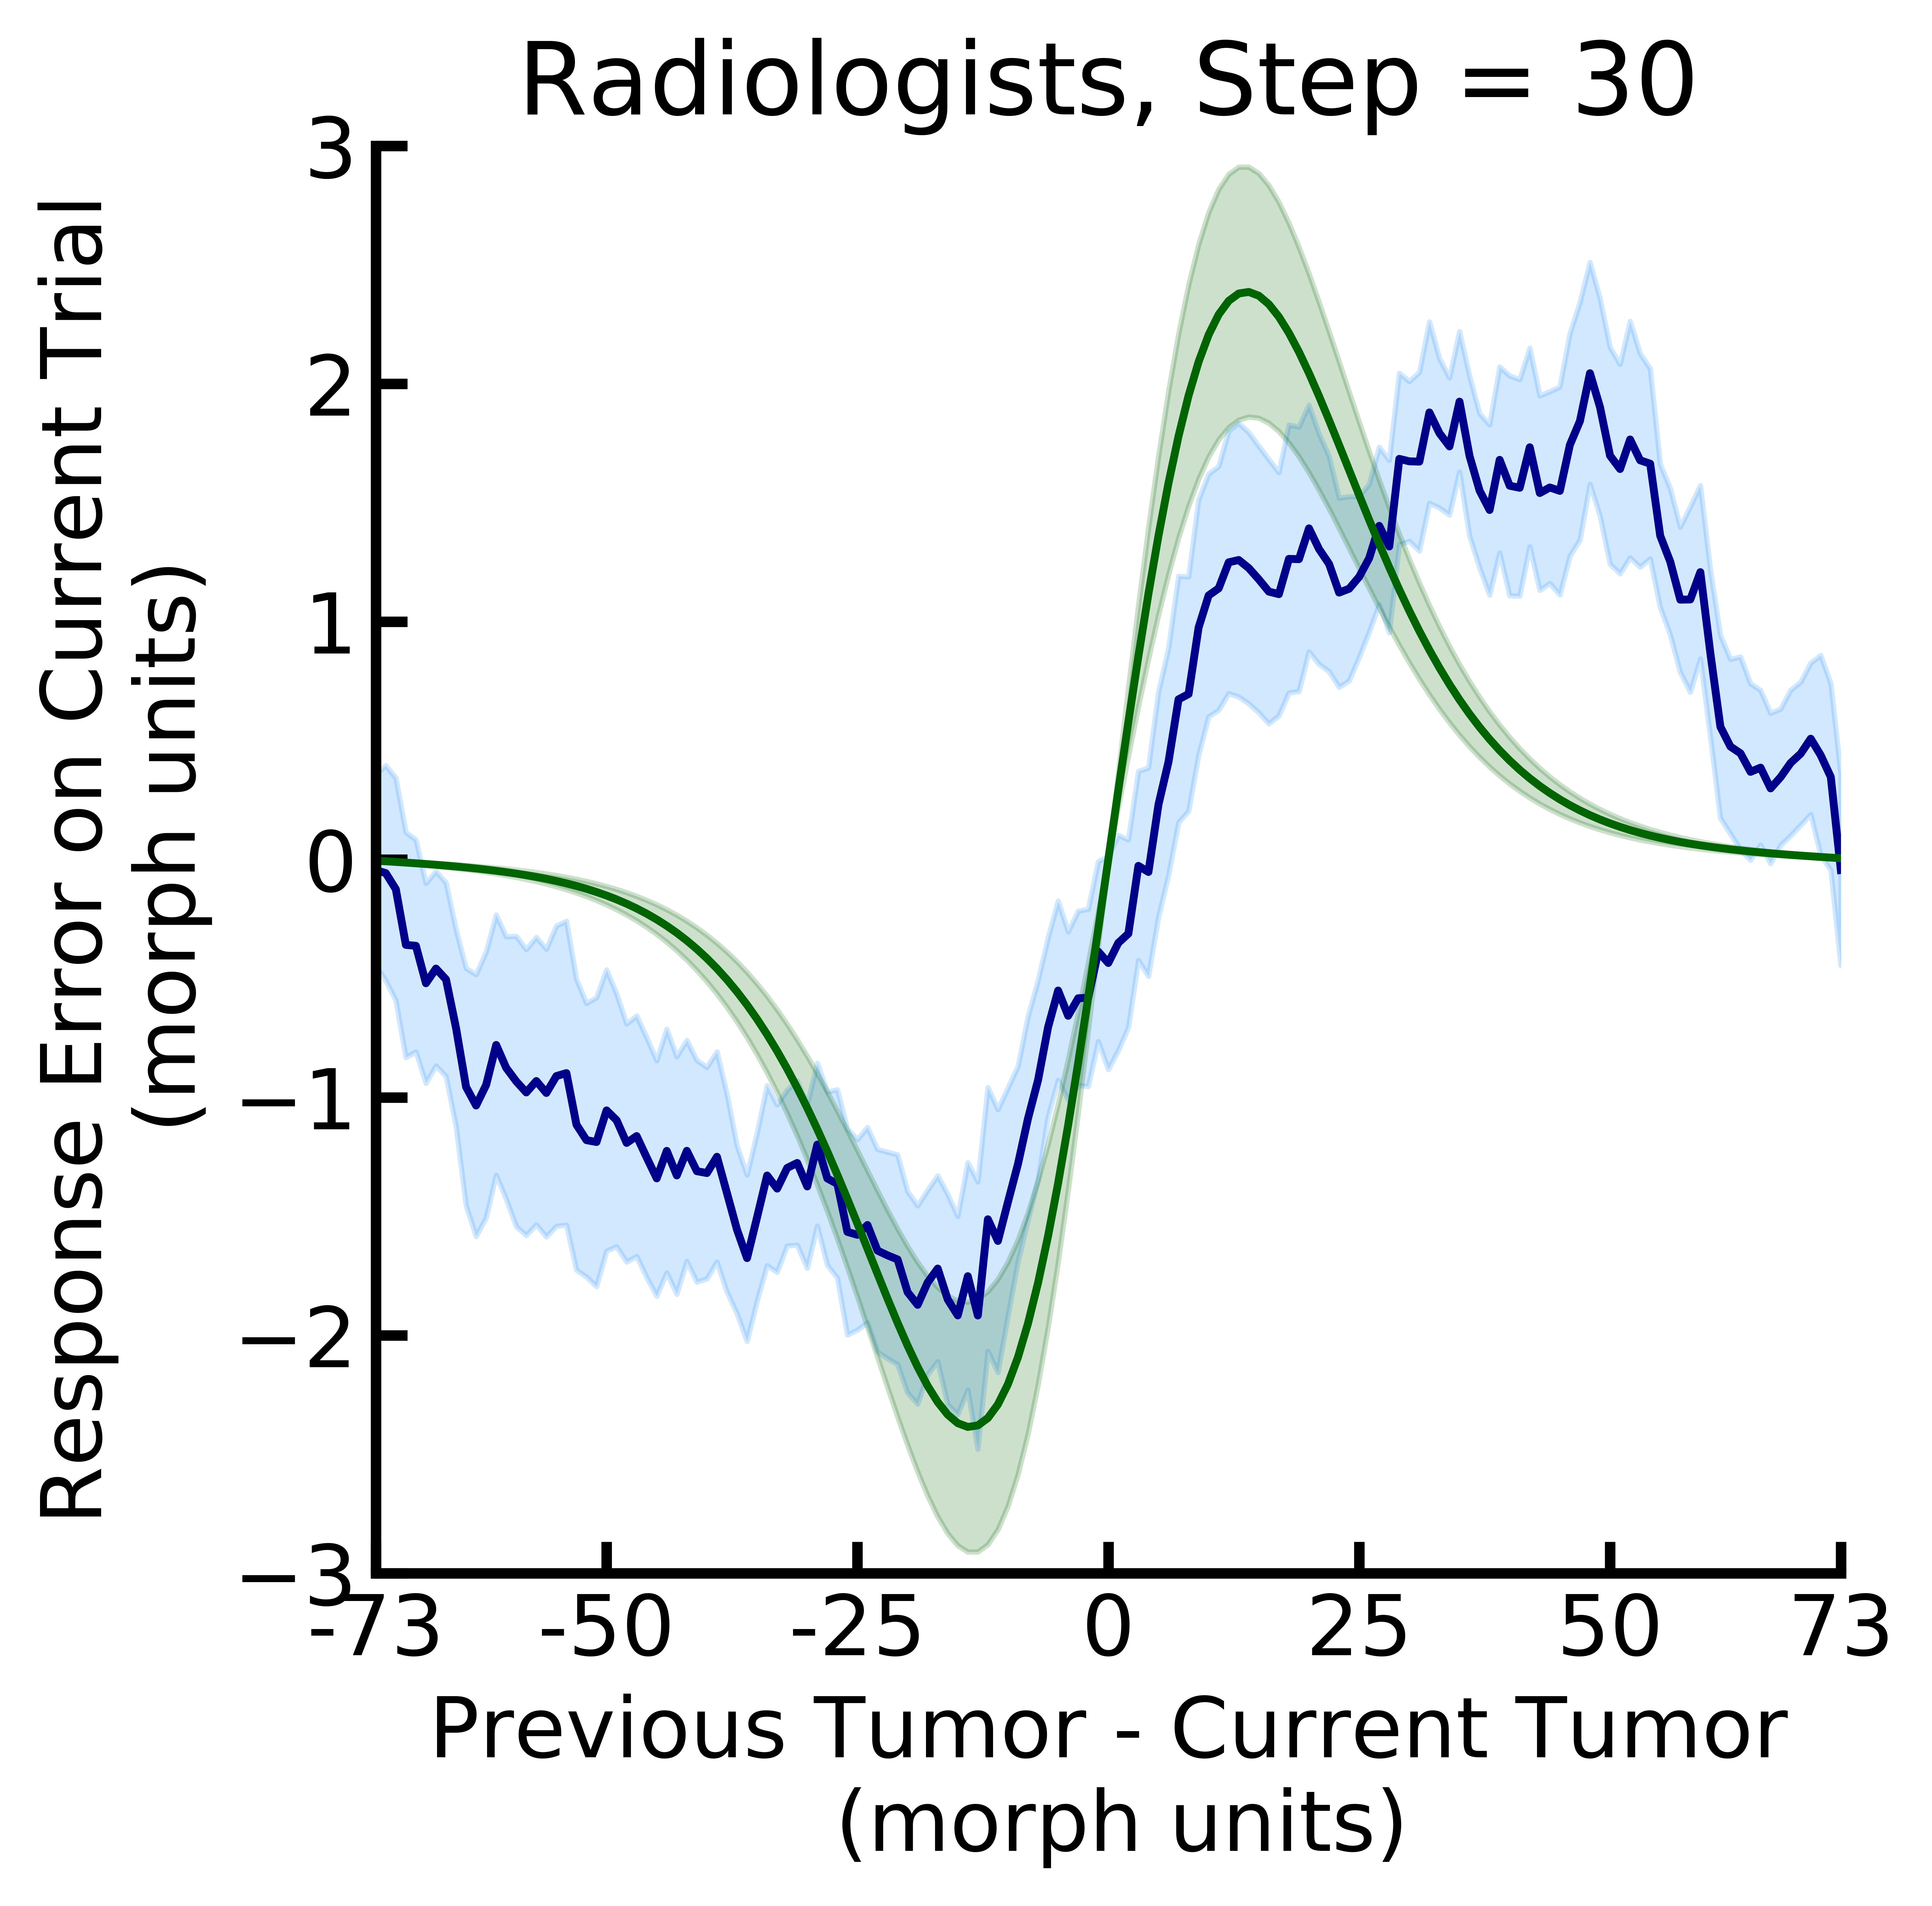 Radiologists, Step = 30
Response Error on Current Trial
(morph units)
3
2
1
0
−1
−2
−3
-73 -50 -25 0 25 50 73
Previous Tumor - Current Tumor
(morph units)